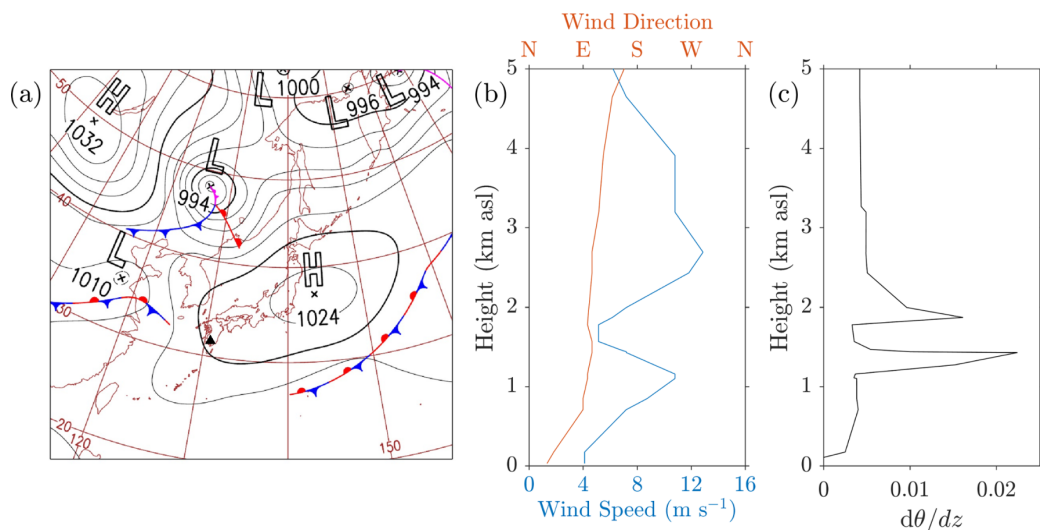 (a)
50
H
1032
L
1000
L
996
L
994
40
L
994
L
1010
30
H
1024
20
120
150
(b)
Wind Direction
N E S W N
5
4
3
2
1
0
Height (km asl)
0 4 8 12 16
Wind Speed (m s⁻¹)
(c)
5
4
3
2
1
0
Height (km asl)
0 0.01 0.02
dθ/dz